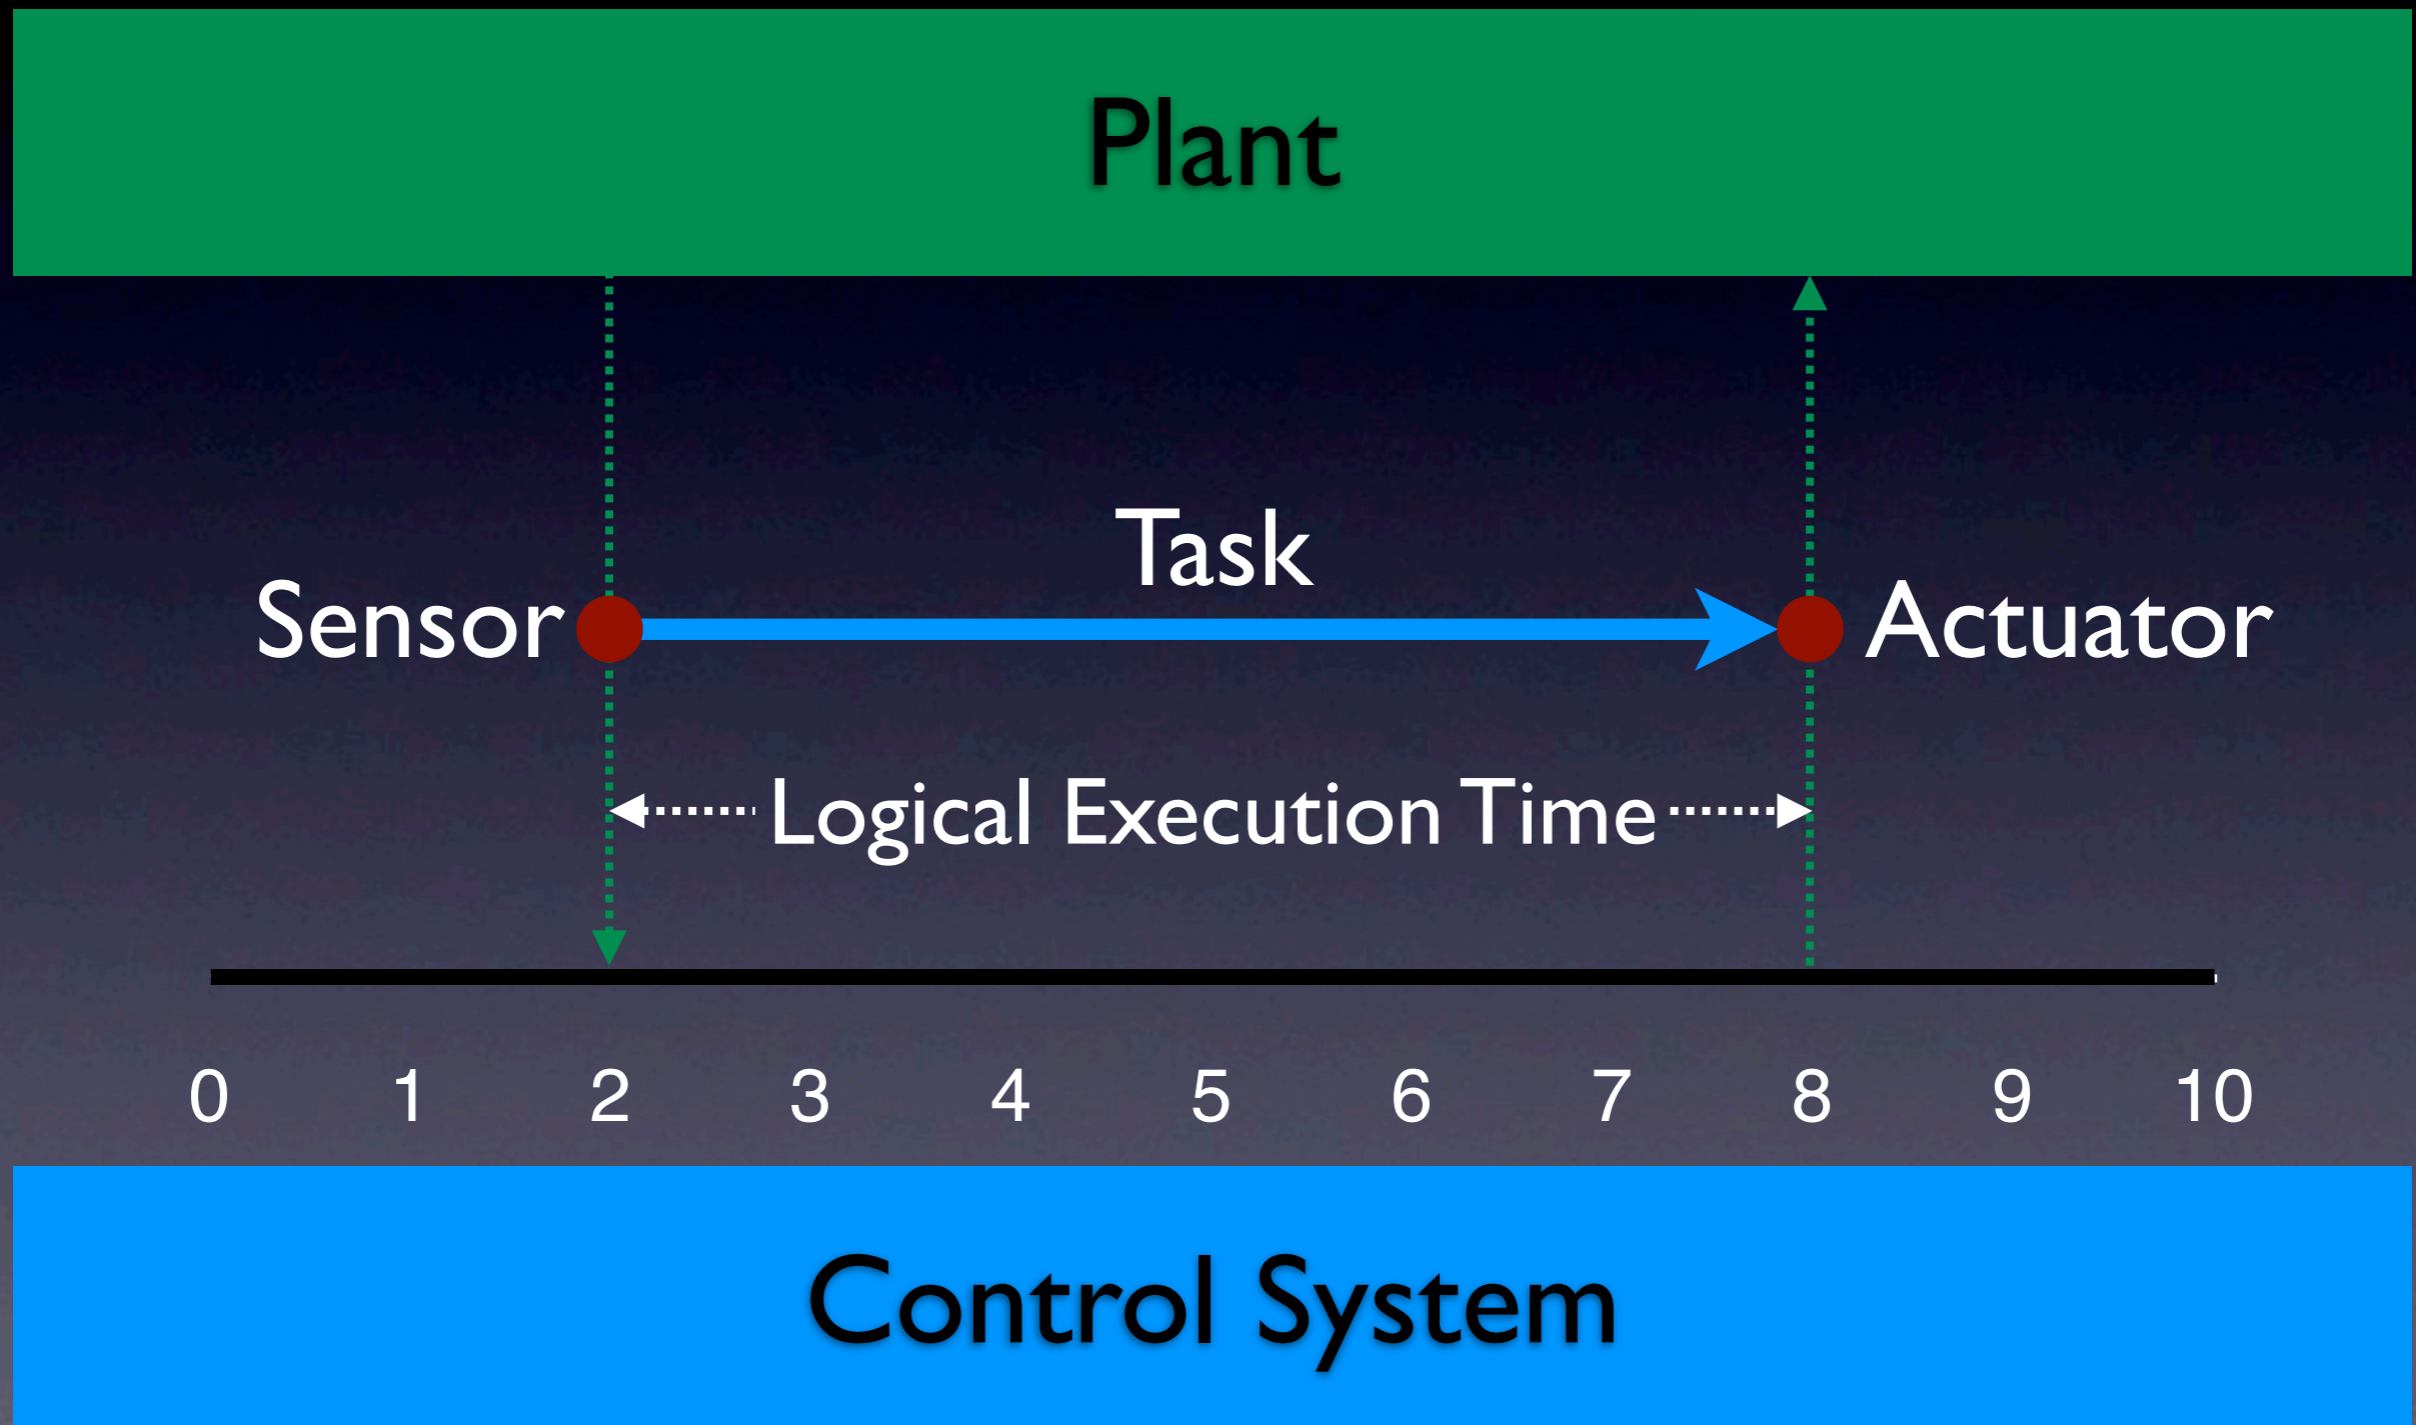 Plant
Task
Sensor
Actuator
Logical Execution Time
0 1 2 3 4 5 6 7 8 9 10
Control System